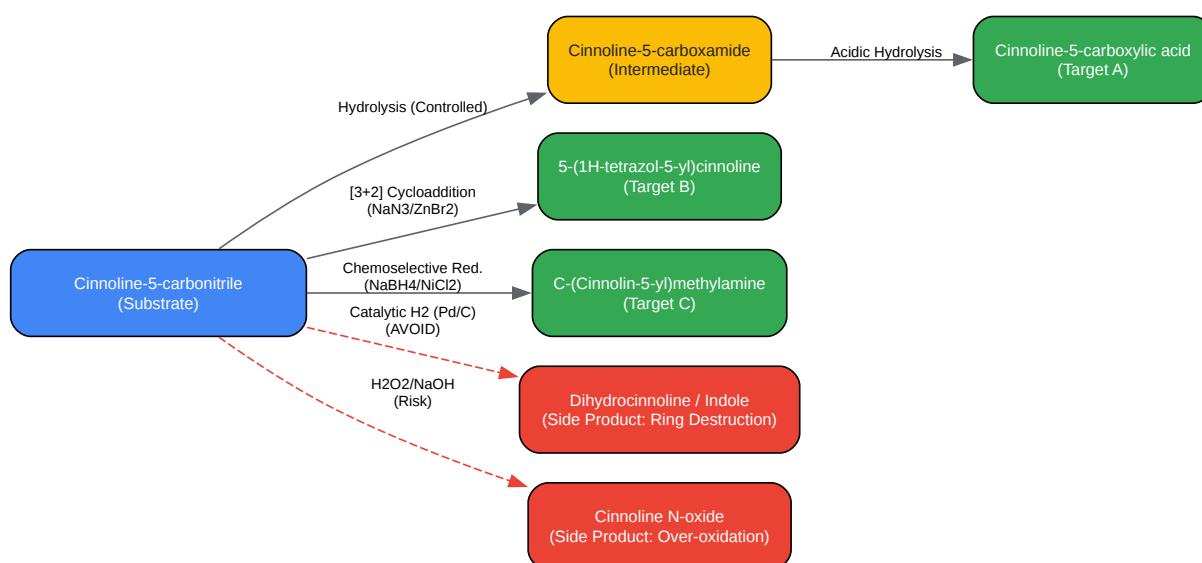 Cinnoline-5-carboxamide
(Intermediate)
Acidic Hydrolysis
Cinnoline-5-carboxylic acid
(Target A)
Hydrolysis (Controlled)
5-(1H-tetrazol-5-yl)cinnoline
(Target B)
[3+2] Cycloaddition
(NaN3/ZnBr2)
Cinnoline-5-carbonitrile
(Substrate)
Chemoselective Red.
(NaBH4/NiCl2)
C-(Cinnolin-5-yl)methylamine
(Target C)
Catalytic H2 (Pd/C)
(AVOID)
Dihydrocinnoline / Indole
(Side Product: Ring Destruction)
H2O2/NaOH
(Risk)
Cinnoline N-oxide
(Side Product: Over-oxidation)